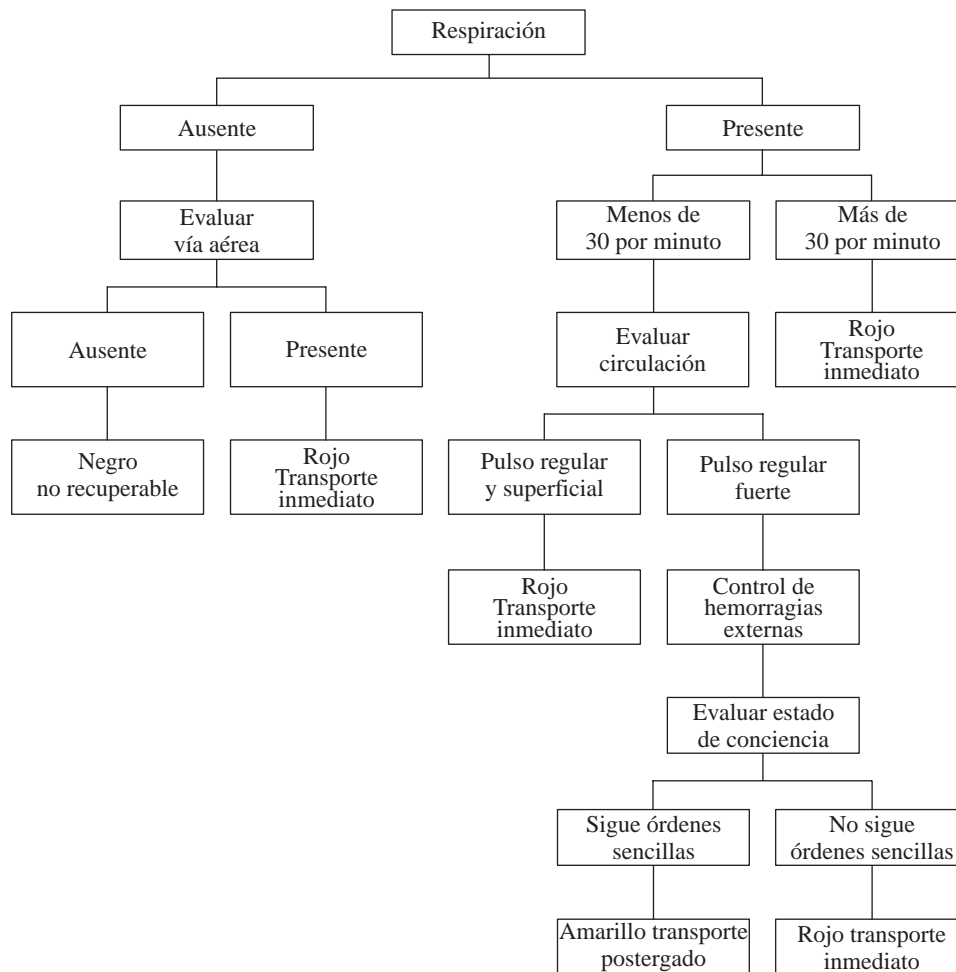 Respiración
Ausente
Presente
Evaluar
vía aérea
Menos de
30 por minuto
Más de
30 por minuto
Ausente
Presente
Evaluar
circulación
Rojo
Transporte
inmediato
Negro
no recuperable
Rojo
Transporte
inmediato
Pulso regular
y superficial
Pulso regular
fuerte
Rojo
Transporte
inmediato
Control de
hemorragias
externas
Evaluar estado
de conciencia
Sigue órdenes
sencillas
No sigue
órdenes sencillas
Amarillo transporte
postergado
Rojo transporte
inmediato